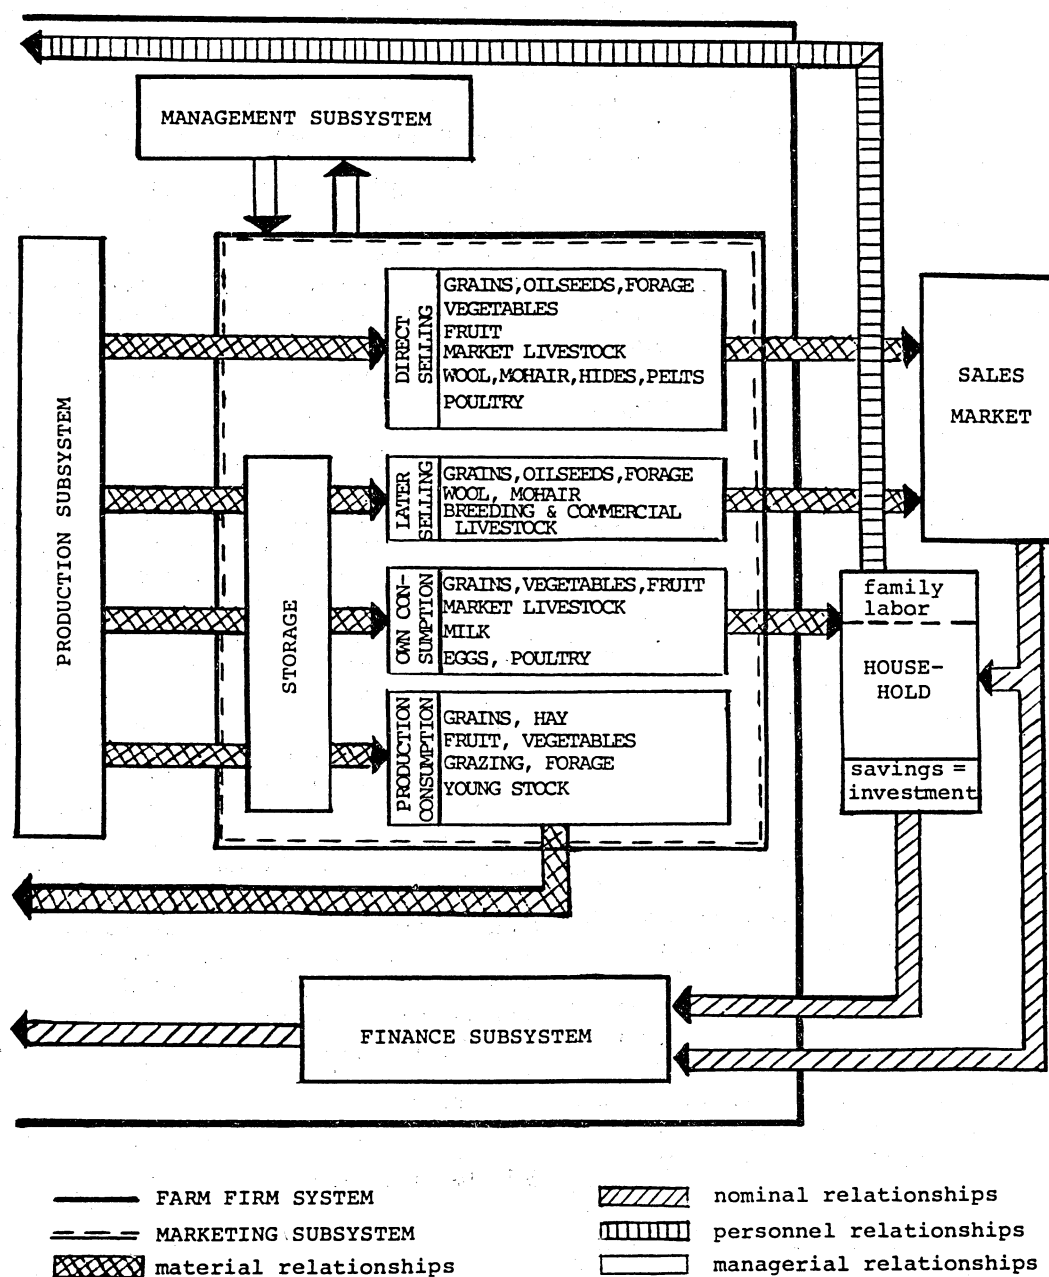 MANAGEMENT SUBSYSTEM
PRODUCTION SUBSYSTEM
STORAGE
DIRECT
SELLING
GRAINS,OILSEEDS,FORAGE
VEGETABLES
FRUIT
MARKET LIVESTOCK
WOOL,MOHAIR,HIDES,PELTS
POULTRY
LATER
SELLING
GRAINS,OILSEEDS,FORAGE
WOOL, MOHAIR
BREEDING & COMMERCIAL
LIVESTOCK
OWN CON-
SUMPTION
GRAINS,VEGETABLES,FRUIT
MARKET LIVESTOCK
MILK
EGGS, POULTRY
PRODUCTION
CONSUMPTION
GRAINS, HAY
FRUIT, VEGETABLES
GRAZING, FORAGE
YOUNG STOCK
SALES
MARKET
family
labor
HOUSE-
HOLD
savings =
investment
FINANCE SUBSYSTEM
FARM FIRM SYSTEM
MARKETING SUBSYSTEM
material relationships
nominal relationships
personnel relationships
managerial relationships